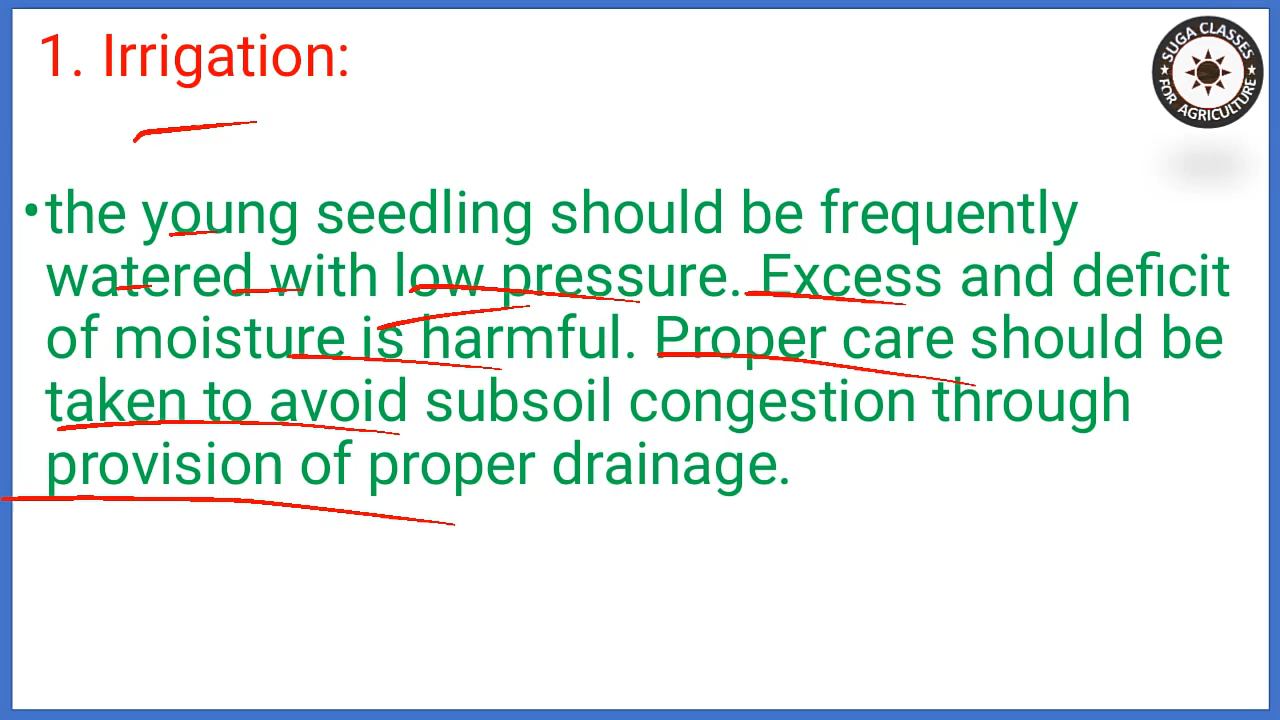 1. Irrigation:
SUGA CLASSES
FOR AGRICULTURE
•the young seedling should be frequently
watered with low pressure. Excess and deficit
of moisture is harmful. Proper care should be
taken to avoid subsoil congestion through
provision of proper drainage.